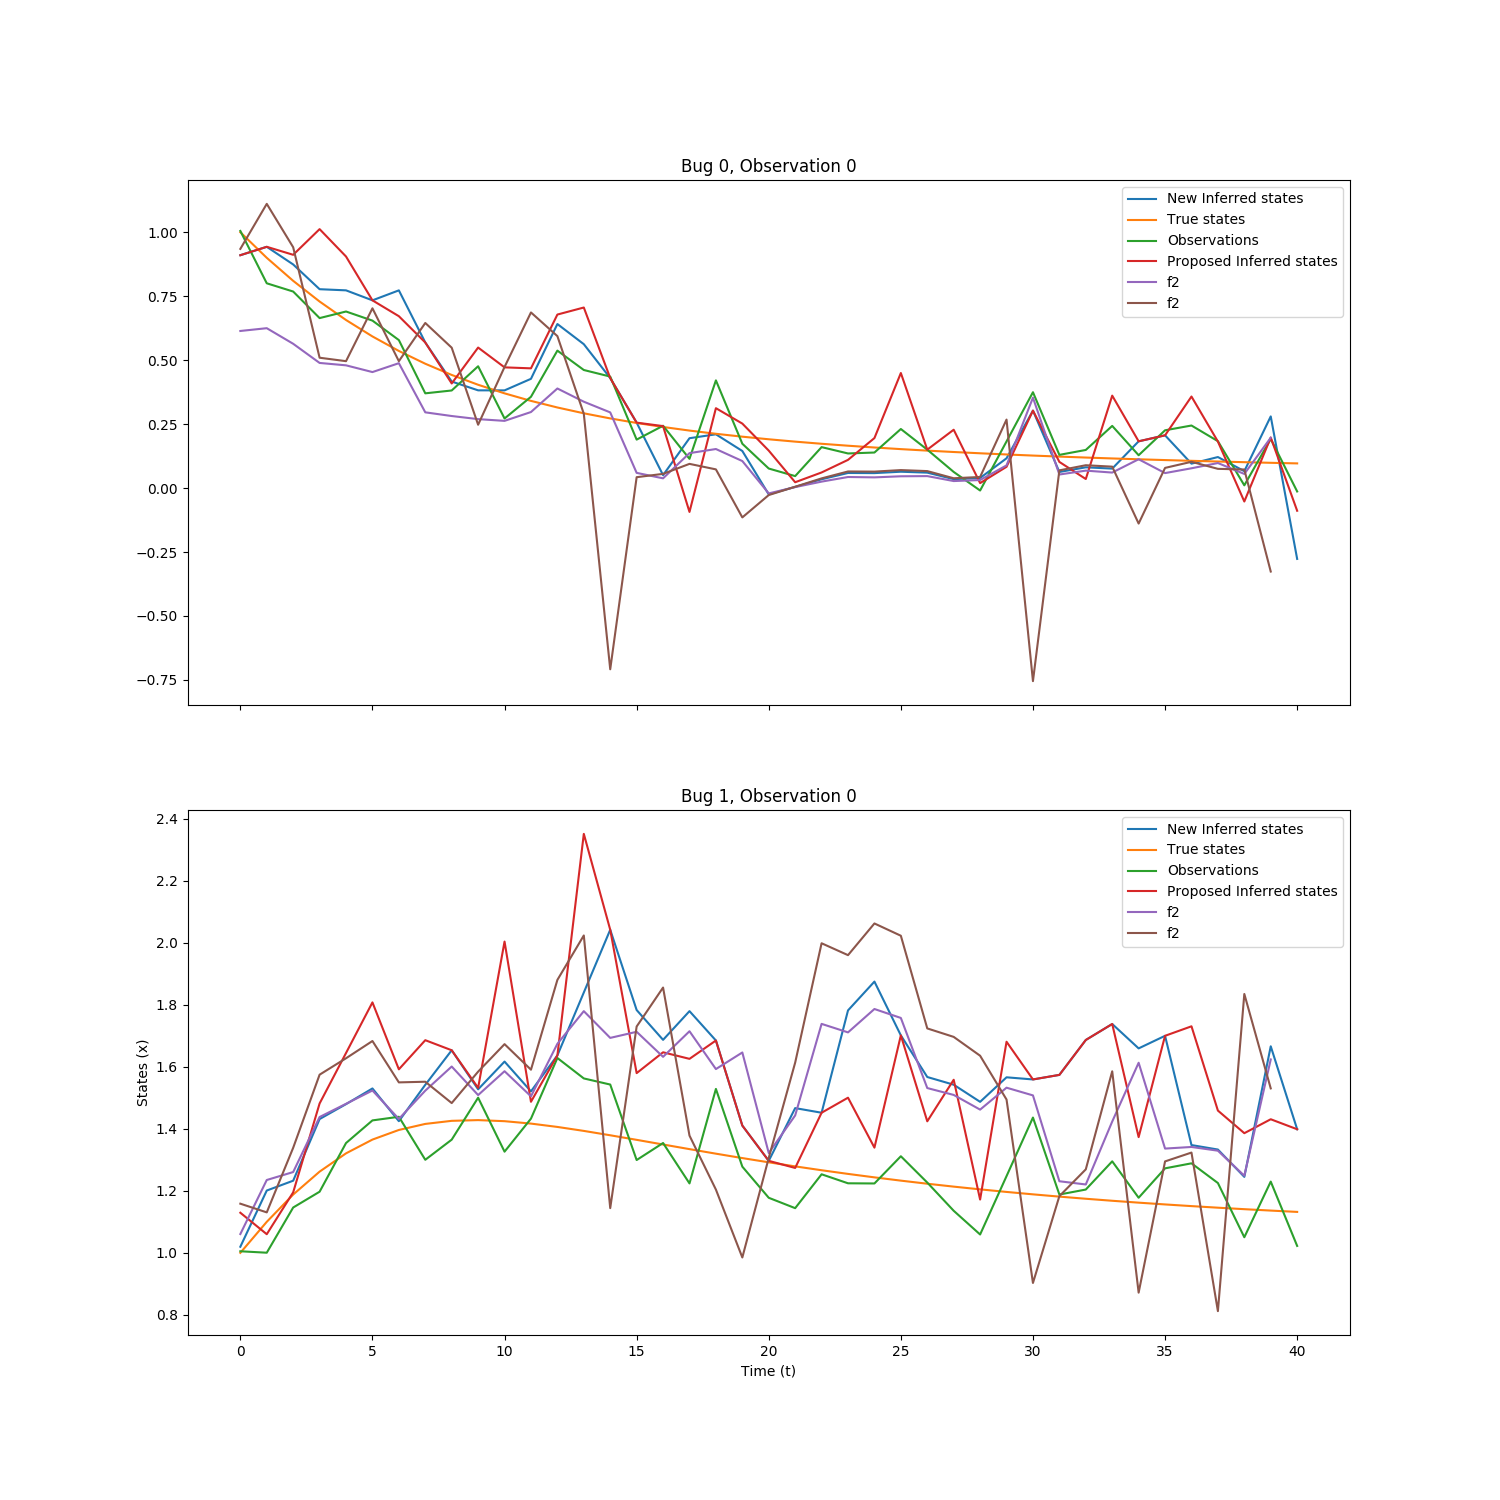 Bug 0, Observation 0
1.00
0.75
0.50
0.25
0.00
−0.25
−0.50
−0.75
New Inferred states
True states
Observations
Proposed Inferred states
f2
f2
Bug 1, Observation 0
2.4
2.2
2.0
1.8
1.6
1.4
1.2
1.0
0.8
States (x)
New Inferred states
True states
Observations
Proposed Inferred states
f2
f2
0 5 10 15 20 25 30 35 40
Time (t)